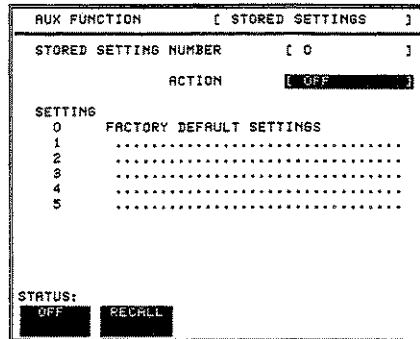 AUX FUNCTION [ STORED SETTINGS ]
STORED SETTING NUMBER [ 0 ]
ACTION [ OFF ]
SETTING
0 FACTORY DEFAULT SETTINGS
1 ................................
2 ................................
3 ................................
4 ................................
5 ................................
STATUS:
OFF RECALL